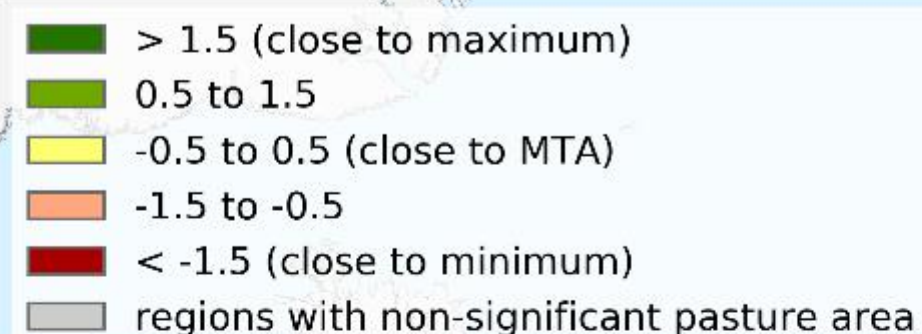 > 1.5 (close to maximum)
0.5 to 1.5
-0.5 to 0.5 (close to MTA)
-1.5 to -0.5
< -1.5 (close to minimum)
regions with non-significant pasture area